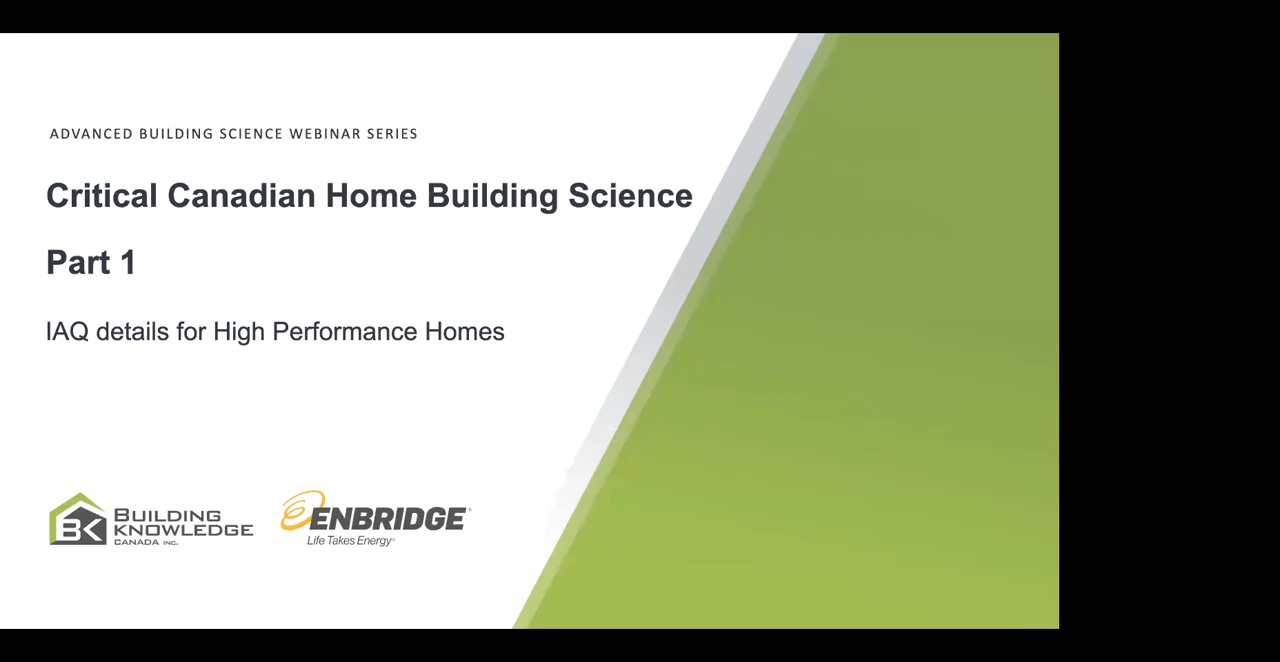 ADVANCED BUILDING SCIENCE WEBINAR SERIES
Critical Canadian Home Building Science
Part 1
IAQ details for High Performance Homes
BK
BUILDING
KNOWLEDGE
CANADA INC.
ENBRIDGE®
Life Takes Energy®